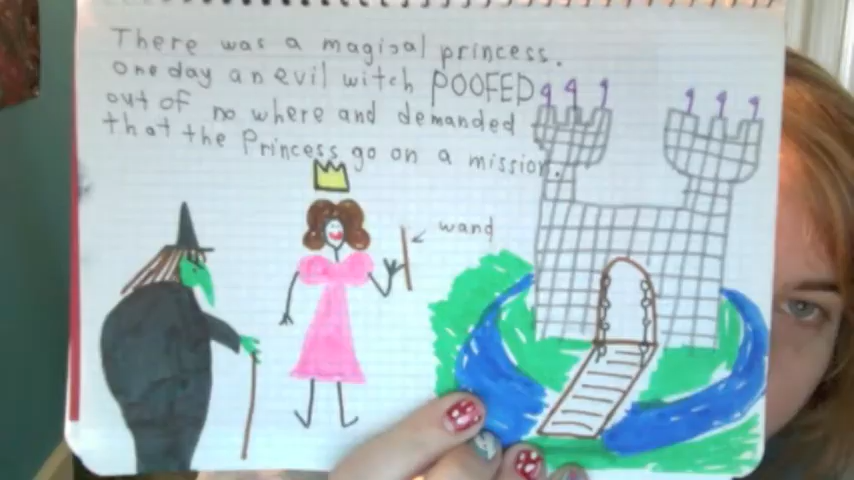 There was a magical princess.
One day an evil witch POOFED
out of no where and demanded
that the Princess go on a mission.
wand